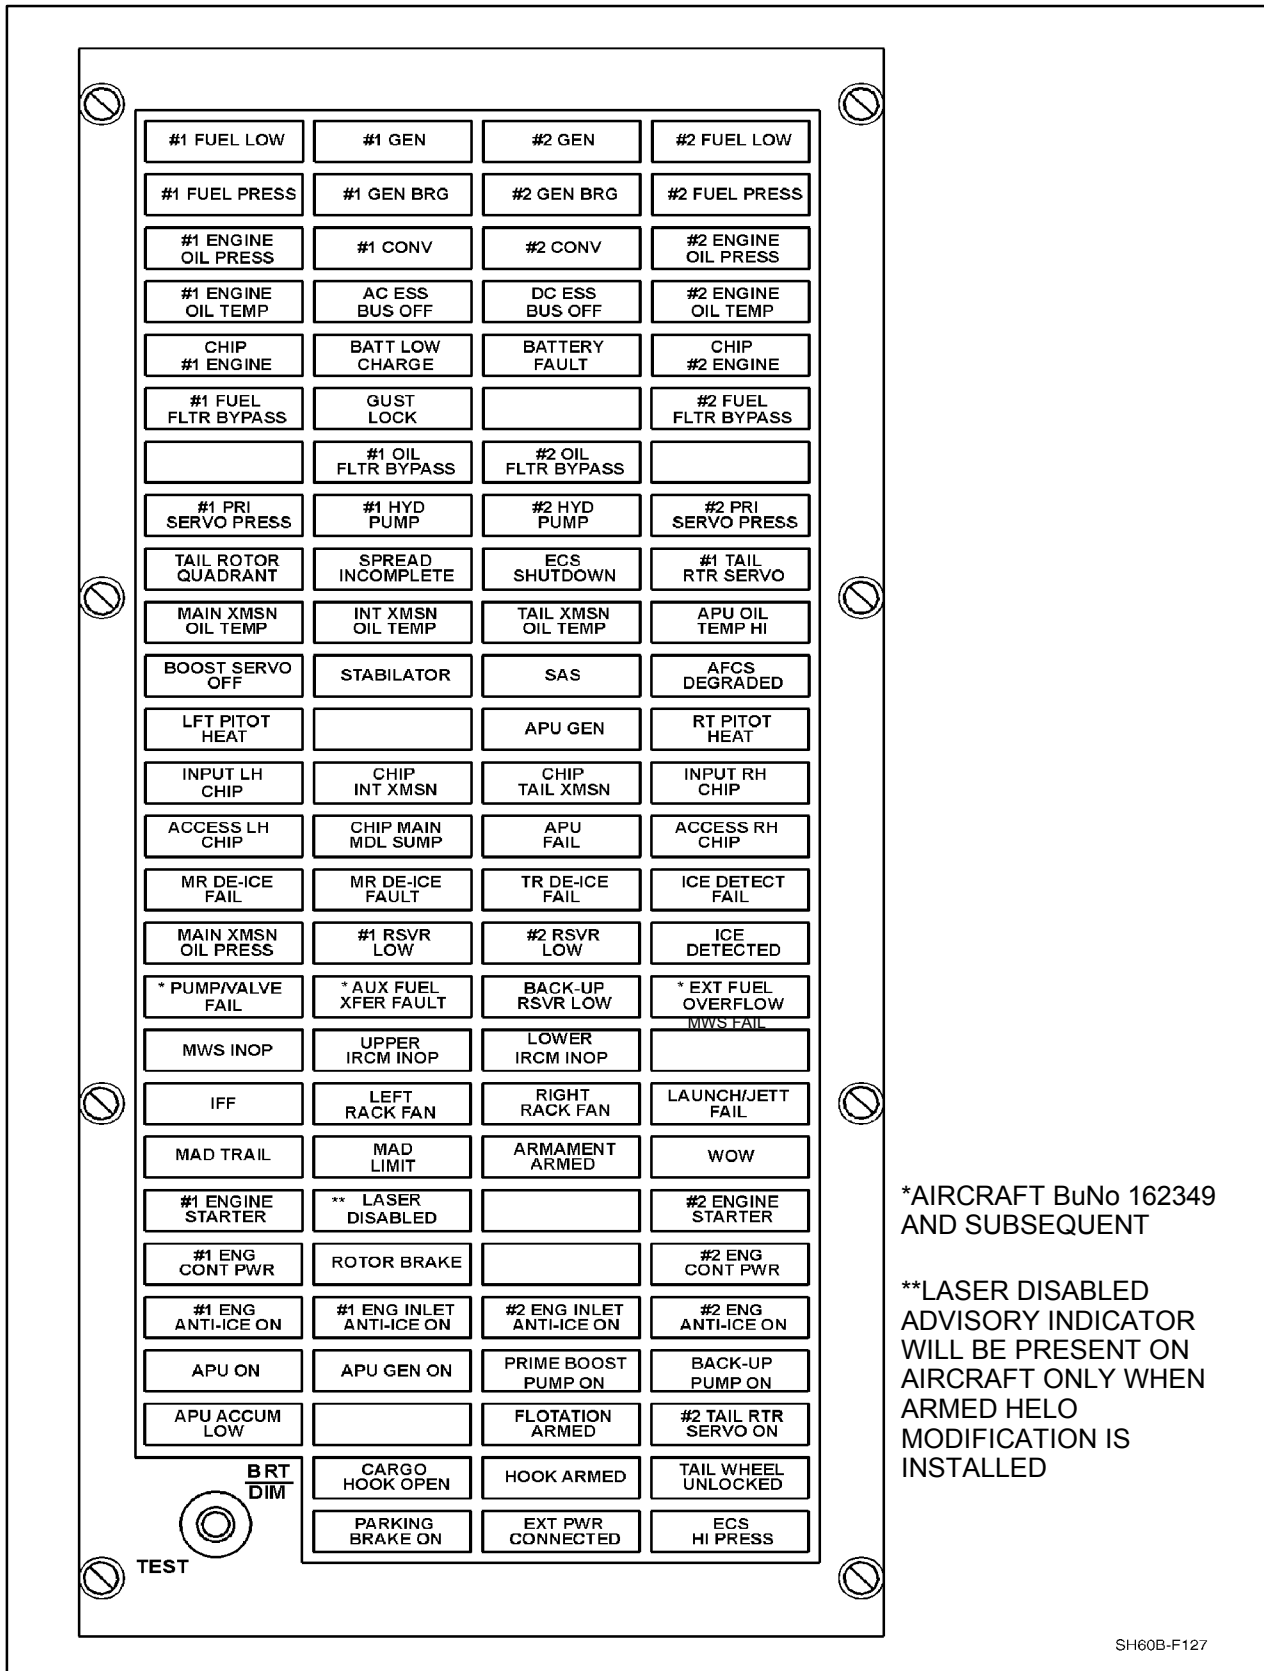 #1 FUEL LOW
#1 GEN
#2 GEN
#2 FUEL LOW
#1 FUEL PRESS
#1 GEN BRG
#2 GEN BRG
#2 FUEL PRESS
#1 ENGINE
OIL PRESS
#1 CONV
#2 CONV
#2 ENGINE
OIL PRESS
#1 ENGINE
OIL TEMP
AC ESS
BUS OFF
DC ESS
BUS OFF
#2 ENGINE
OIL TEMP
CHIP
#1 ENGINE
BATT LOW
CHARGE
BATTERY
FAULT
CHIP
#2 ENGINE
#1 FUEL
FLTR BYPASS
GUST
LOCK
#2 FUEL
FLTR BYPASS
#1 OIL
FLTR BYPASS
#2 OIL
FLTR BYPASS
#1 PRI
SERVO PRESS
#1 HYD
PUMP
#2 HYD
PUMP
#2 PRI
SERVO PRESS
TAIL ROTOR
QUADRANT
SPREAD
INCOMPLETE
ECS
SHUTDOWN
#1 TAIL
RTR SERVO
MAIN XMSN
OIL TEMP
INT XMSN
OIL TEMP
TAIL XMSN
OIL TEMP
APU OIL
TEMP HI
BOOST SERVO
OFF
STABILATOR
SAS
AFCS
DEGRADED
LFT PITOT
HEAT
APU GEN
RT PITOT
HEAT
INPUT LH
CHIP
CHIP
INT XMSN
CHIP
TAIL XMSN
INPUT RH
CHIP
ACCESS LH
CHIP
CHIP MAIN
MDL SUMP
APU
FAIL
ACCESS RH
CHIP
MR DE-ICE
FAIL
MR DE-ICE
FAULT
TR DE-ICE
FAIL
ICE DETECT
FAIL
MAIN XMSN
OIL PRESS
#1 RSVR
LOW
#2 RSVR
LOW
ICE
DETECTED
* PUMP/VALVE
FAIL
* AUX FUEL
XFER FAULT
BACK-UP
RSVR LOW
* EXT FUEL
OVERFLOW
MWS FAIL
MWS INOP
UPPER
IRCM INOP
LOWER
IRCM INOP
IFF
LEFT
RACK FAN
RIGHT
RACK FAN
LAUNCH/JETT
FAIL
MAD TRAIL
MAD
LIMIT
ARMAMENT
ARMED
WOW
#1 ENGINE
STARTER
** LASER
DISABLED
#2 ENGINE
STARTER
#1 ENG
CONT PWR
ROTOR BRAKE
#2 ENG
CONT PWR
#1 ENG
ANTI-ICE ON
#1 ENG INLET
ANTI-ICE ON
#2 ENG INLET
ANTI-ICE ON
#2 ENG
ANTI-ICE ON
APU ON
APU GEN ON
PRIME BOOST
PUMP ON
BACK-UP
PUMP ON
APU ACCUM
LOW
FLOTATION
ARMED
#2 TAIL RTR
SERVO ON
BRT
DIM
TEST
CARGO
HOOK OPEN
HOOK ARMED
TAIL WHEEL
UNLOCKED
PARKING
BRAKE ON
EXT PWR
CONNECTED
ECS
HI PRESS
*AIRCRAFT BuNo 162349
AND SUBSEQUENT
**LASER DISABLED
ADVISORY INDICATOR
WILL BE PRESENT ON
AIRCRAFT ONLY WHEN
ARMED HELO
MODIFICATION IS
INSTALLED
SH60B-F127